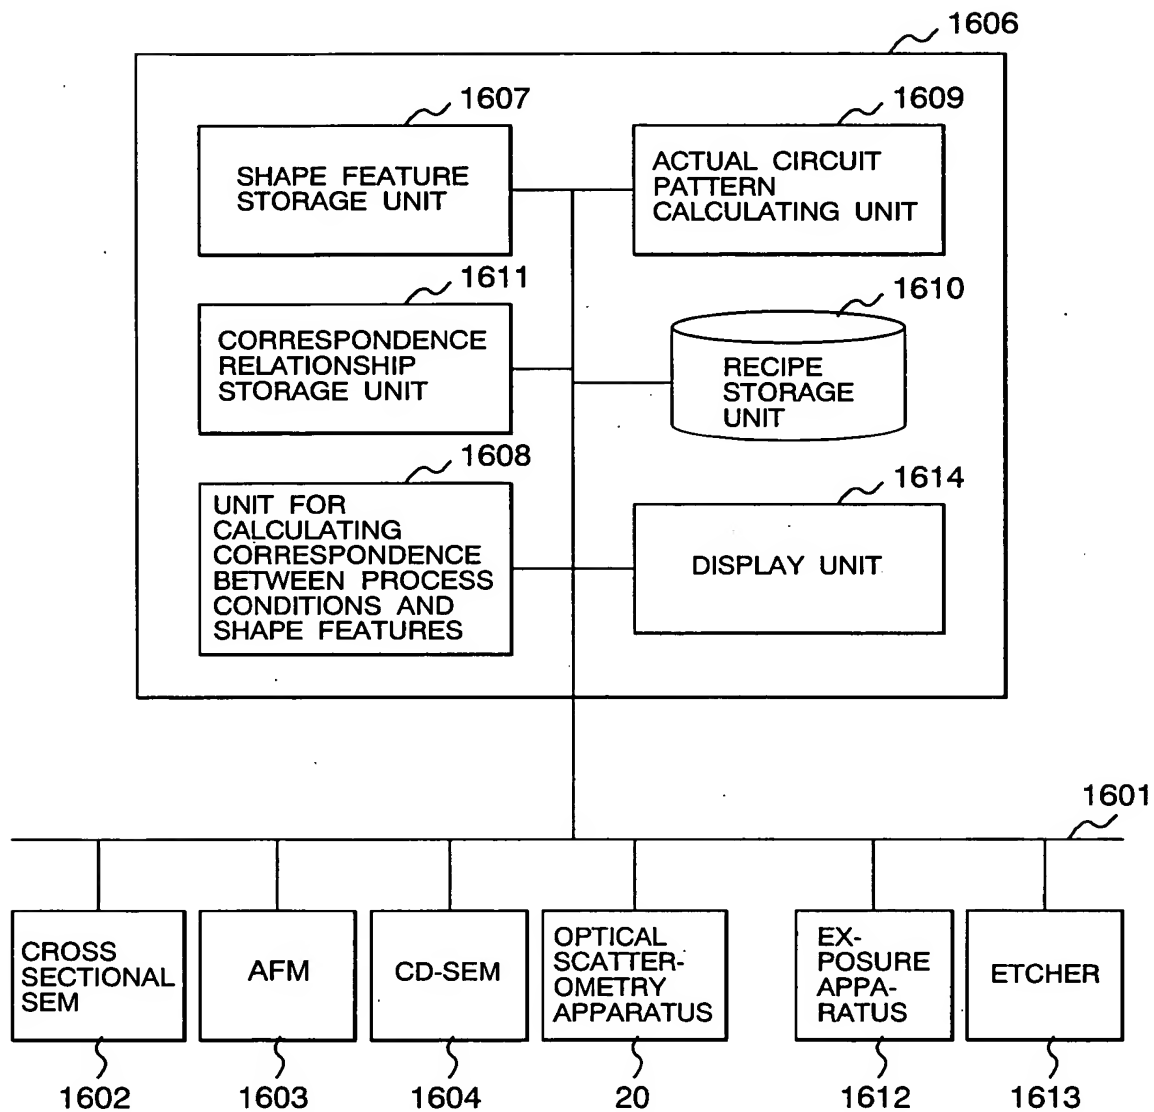 1606
1607
SHAPE FEATURE
STORAGE UNIT
1609
ACTUAL CIRCUIT
PATTERN
CALCULATING UNIT
1611
CORRESPONDENCE
RELATIONSHIP
STORAGE UNIT
1610
RECIPE
STORAGE
UNIT
1608
UNIT FOR
CALCULATING
CORRESPONDENCE
BETWEEN PROCESS
CONDITIONS AND
SHAPE FEATURES
1614
DISPLAY UNIT
1601
CROSS
SECTIONAL
SEM
AFM
CD-SEM
OPTICAL
SCATTER-
OMETRY
APPARATUS
EX-
POSURE
APPA-
RATUS
ETCHER
1602
1603
1604
20
1612
1613